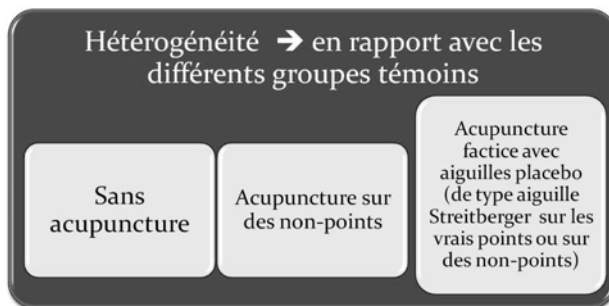 Hétérogénéité ➔ en rapport avec les
différents groupes témoins
Sans
acupuncture
Acupuncture sur
des non-points
Acupuncture
factice avec
aiguilles placebo
(de type aiguille
Streitberger sur les
vrais points ou sur
des non-points)